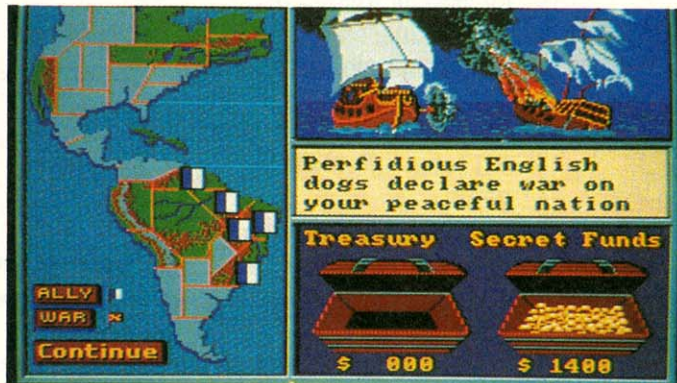 Perfidious English
dogs declare war on
your peaceful nation
Treasury Secret Funds
ALLY
WAR
Continue
$ 000 $ 1400